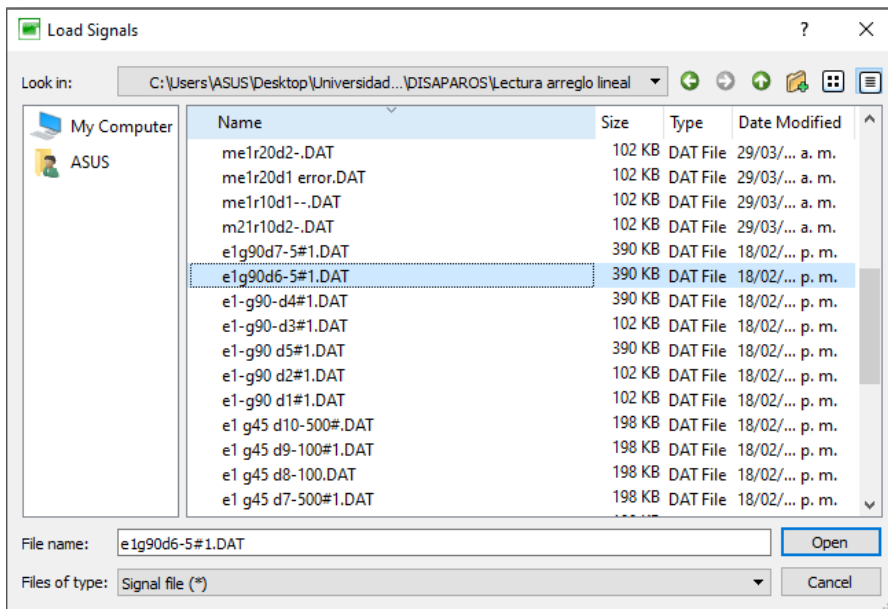 Load Signals ?
Look in: C:\Users\ASUS\Desktop\Universidad...\DISAPAROS\Lectura arreglo lineal
My Computer
ASUS
Name Size Type Date Modified
me1r20d2-.DAT 102 KB DAT File 29/03/... a. m.
me1r20d1 error.DAT 102 KB DAT File 29/03/... a. m.
me1r10d1--.DAT 102 KB DAT File 29/03/... a. m.
m21r10d2-.DAT 102 KB DAT File 29/03/... a. m.
e1g90d7-5#1.DAT 390 KB DAT File 18/02/... p. m.
e1g90d6-5#1.DAT 390 KB DAT File 18/02/... p. m.
e1-g90-d4#1.DAT 390 KB DAT File 18/02/... p. m.
e1-g90-d3#1.DAT 102 KB DAT File 18/02/... p. m.
e1-g90 d5#1.DAT 390 KB DAT File 18/02/... p. m.
e1-g90 d2#1.DAT 102 KB DAT File 18/02/... p. m.
e1-g90 d1#1.DAT 102 KB DAT File 18/02/... p. m.
e1 g45 d10-500#.DAT 198 KB DAT File 18/02/... p. m.
e1 g45 d9-100#1.DAT 198 KB DAT File 18/02/... p. m.
e1 g45 d8-100.DAT 198 KB DAT File 18/02/... p. m.
e1 g45 d7-500#1.DAT 198 KB DAT File 18/02/... p. m.
File name: e1g90d6-5#1.DAT Open
Files of type: Signal file (*) Cancel